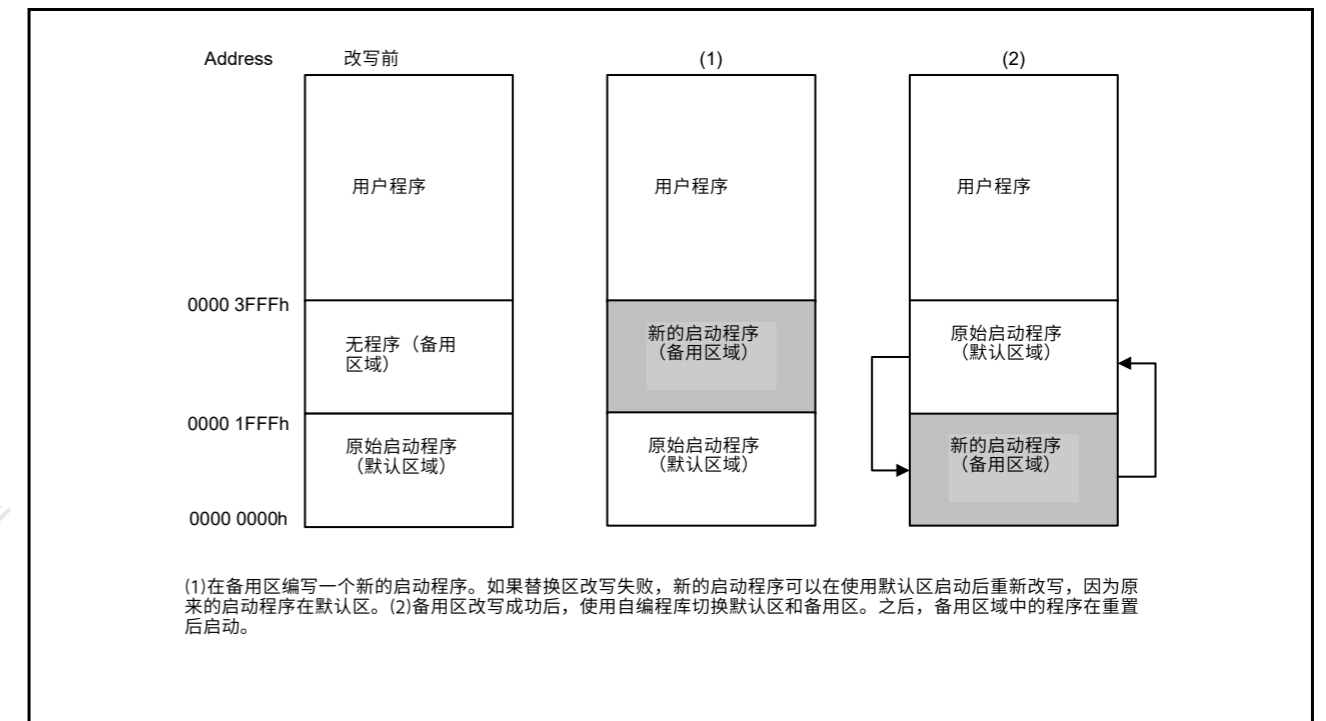 Address
改写前
(1)
(2)
用户程序
用户程序
用户程序
0000 3FFFh
无程序（备用
区域）
新的启动程序
（备用区域）
原始启动程序
（默认区域）
0000 1FFFh
原始启动程序
（默认区域）
原始启动程序
（默认区域）
新的启动程序
（备用区域）
0000 0000h
(1)在备用区编写一个新的启动程序。如果替换区改写失败，新的启动程序可以在使用默认区启动后重新改写，因为原
来的启动程序在默认区。(2)备用区改写成功后，使用自编程库切换默认区和备用区。之后，备用区域中的程序在重置
后启动。